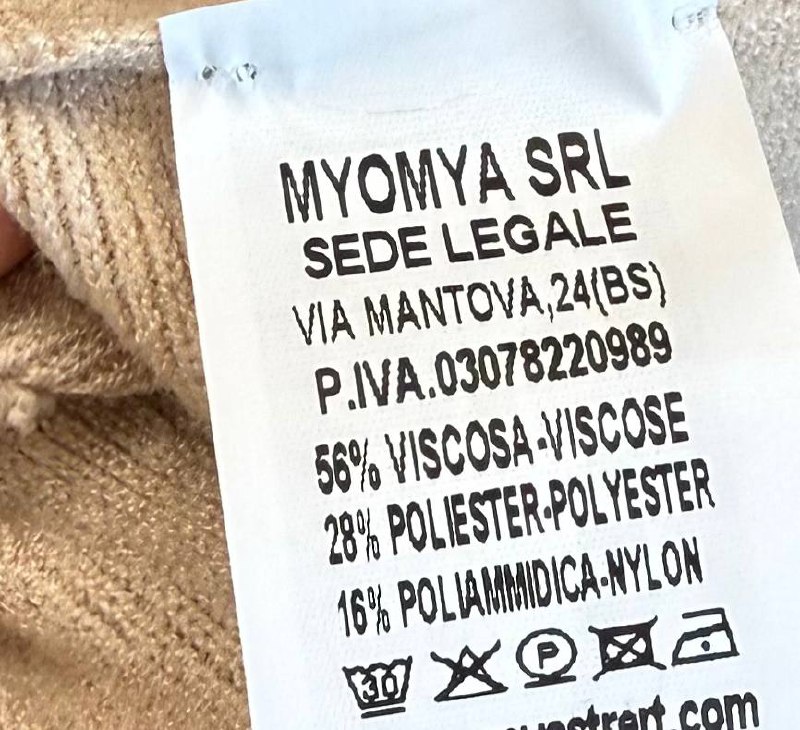 MYOMYA SRL
SEDE LEGALE
VIA MANTOVA,24(BS)
P.IVA.03078220989
56% VISCOSA-VISCOSE
28% POLIESTER-POLYESTER
16% POLIAMMIDICA-NYLON
30 P